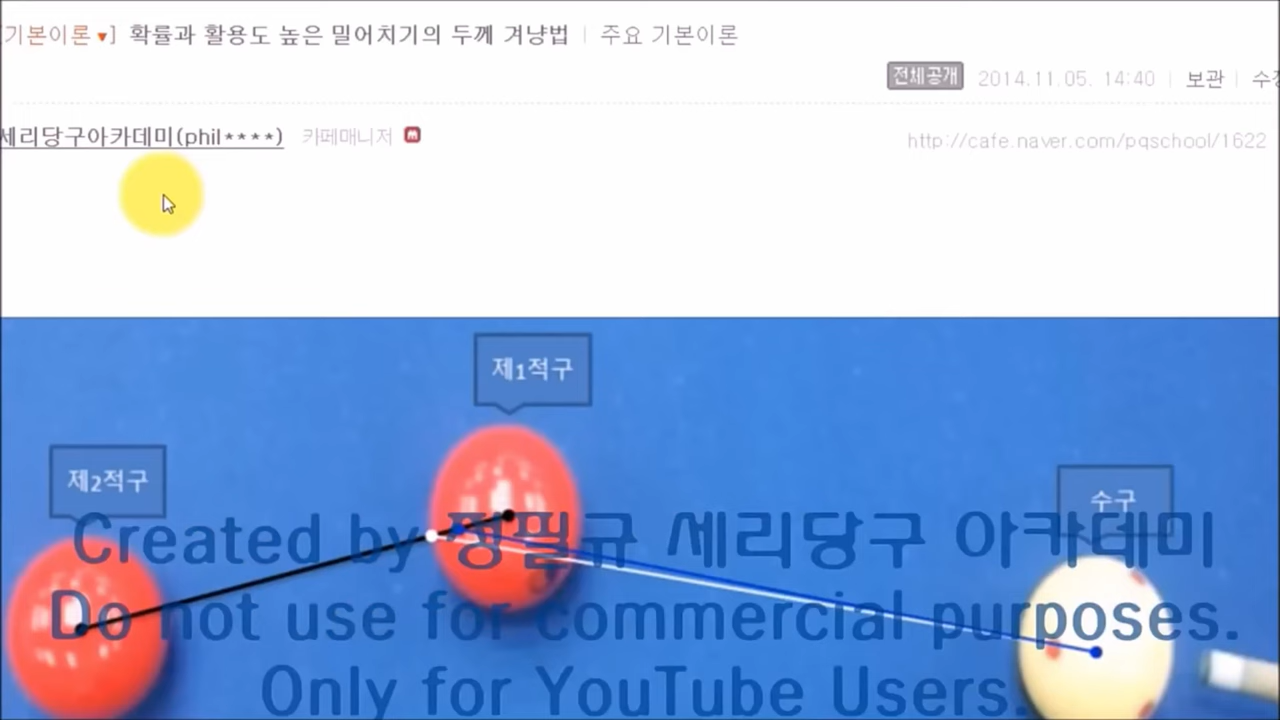 [기본이론 ▼] 확률과 활용도 높은 밀어치기의 두께 겨냥법 | 주요 기본이론
전체공개 2014.11.05. 14:40 | 보관 |
세리당구아카데미(phil****) 카페매니저
http://cafe.naver.com/pqschool/1622
제1적구
제2적구
수구
Created by 정필규 세리당구 아카데미
Do not use for commercial purposes.
Only for YouTube Users.